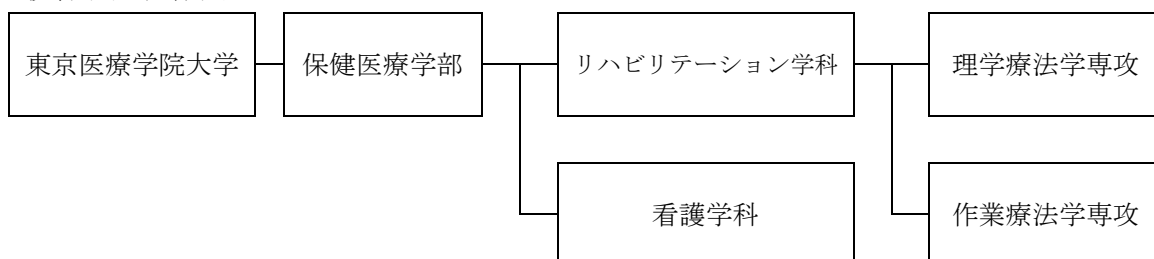 東京医療学院大学
保健医療学部
リハビリテーション学科
理学療法学専攻
看護学科
作業療法学専攻